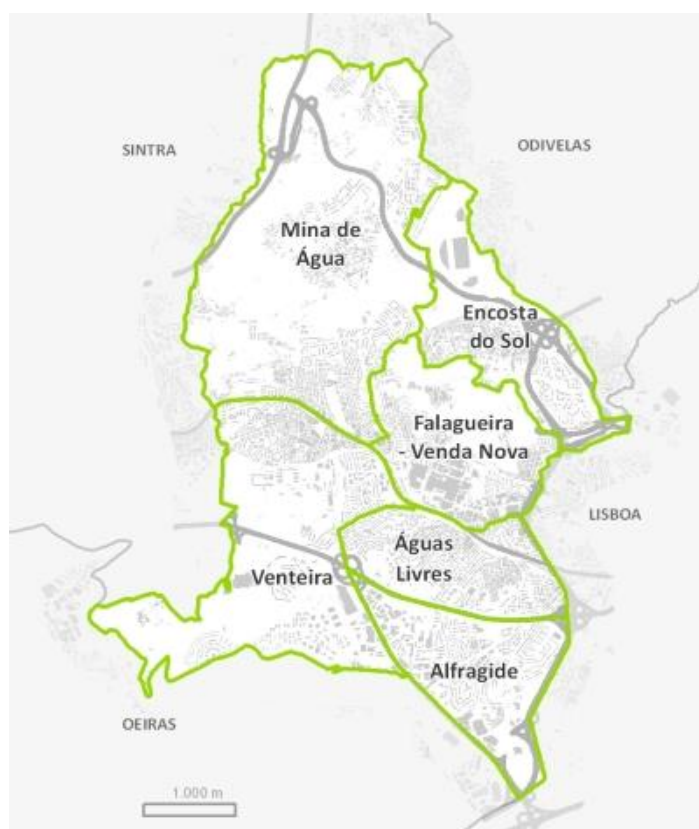 SINTRA
ODIVELAS
Mina de
Água
Encosta
do Sol
Falagueira
- Venda Nova
LISBOA
Águas
Livres
Venteira
Alfragide
OEIRAS
1.000 m